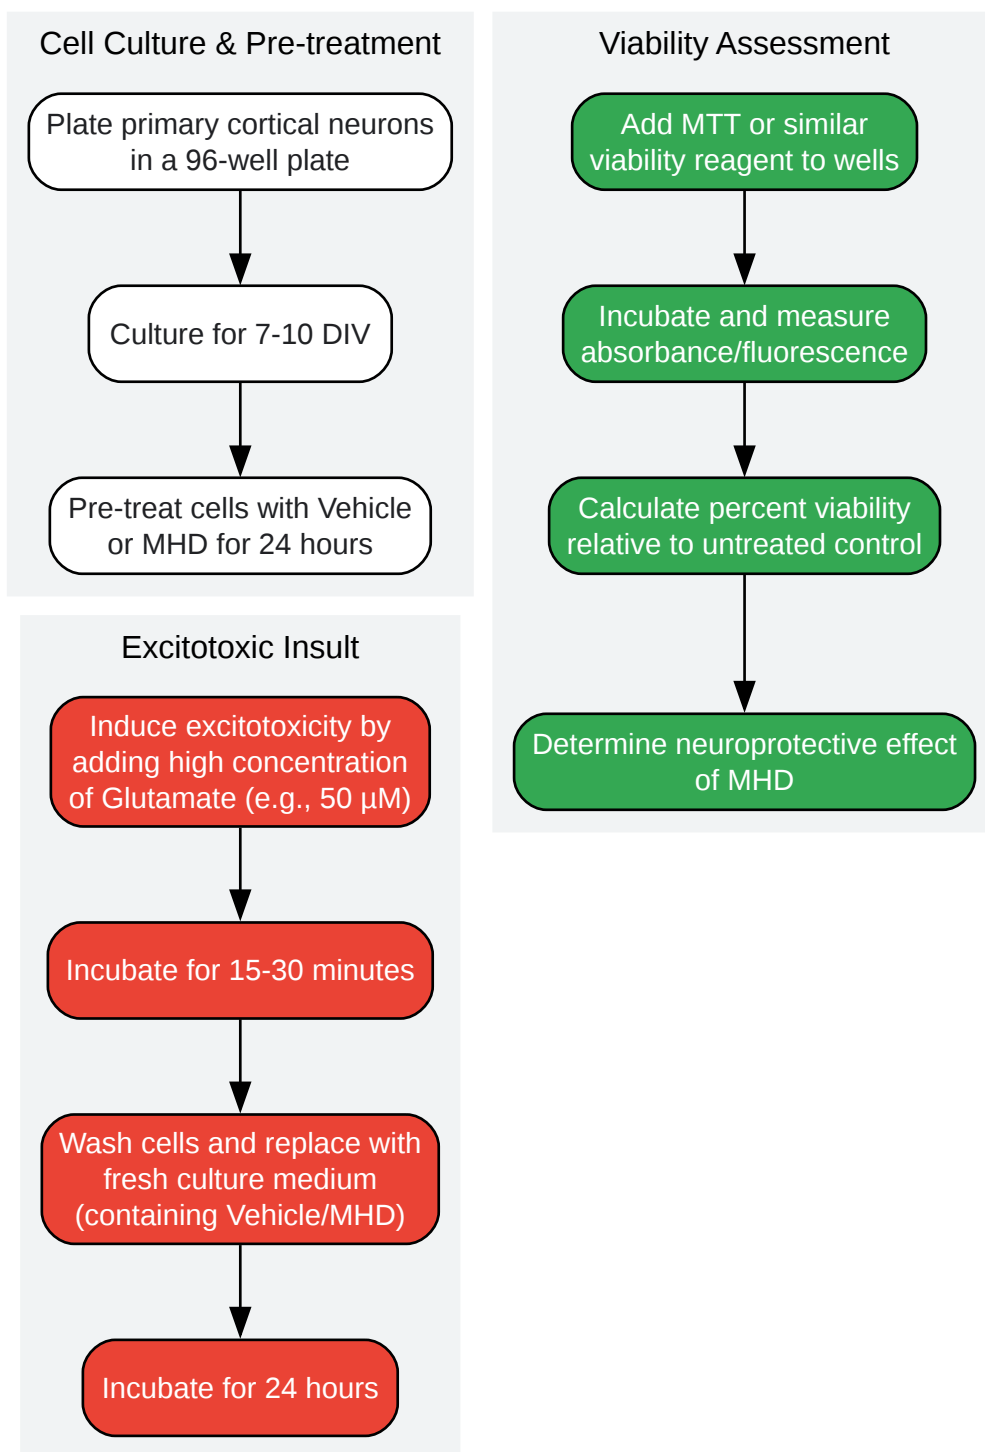 Cell Culture & Pre-treatment
Plate primary cortical neurons
in a 96-well plate
Culture for 7-10 DIV
Pre-treat cells with Vehicle
or MHD for 24 hours
Excitotoxic Insult
Induce excitotoxicity by
adding high concentration
of Glutamate (e.g., 50 µM)
Incubate for 15-30 minutes
Wash cells and replace with
fresh culture medium
(containing Vehicle/MHD)
Incubate for 24 hours
Viability Assessment
Add MTT or similar
viability reagent to wells
Incubate and measure
absorbance/fluorescence
Calculate percent viability
relative to untreated control
Determine neuroprotective effect
of MHD